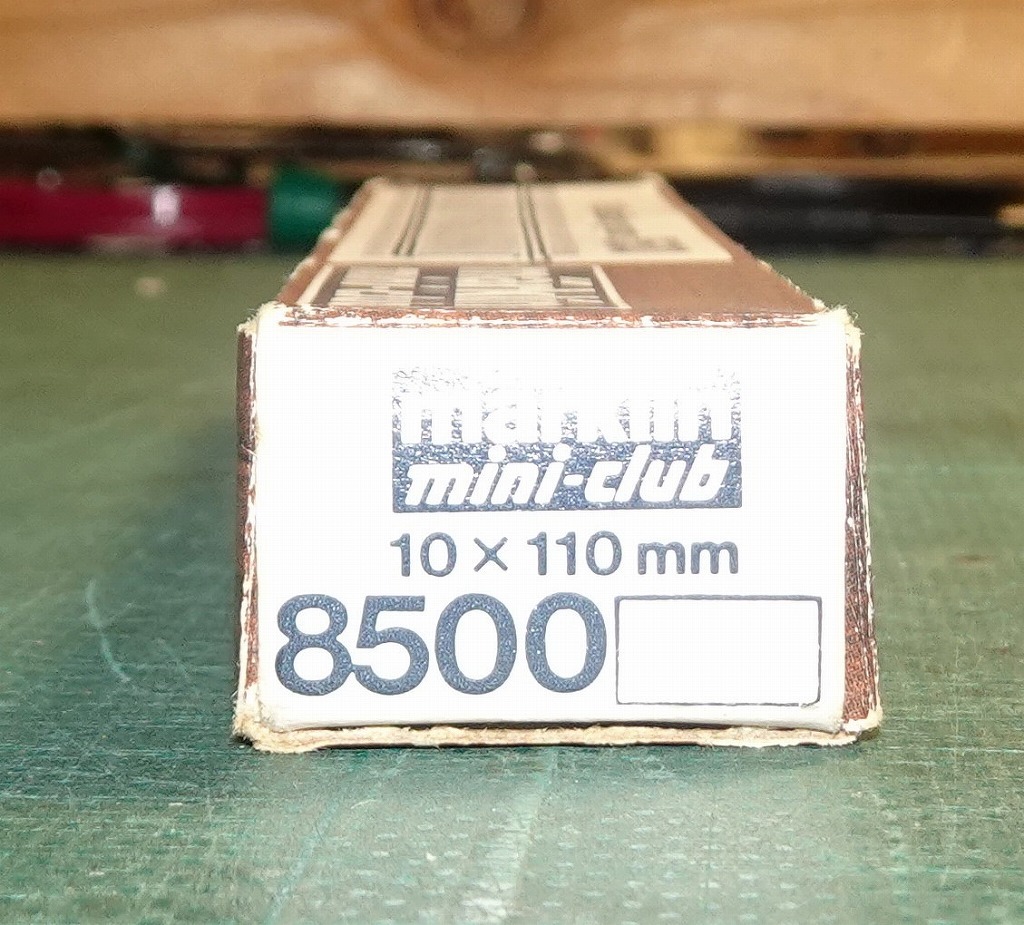 märklin
mini-club
10 × 110 mm
8500